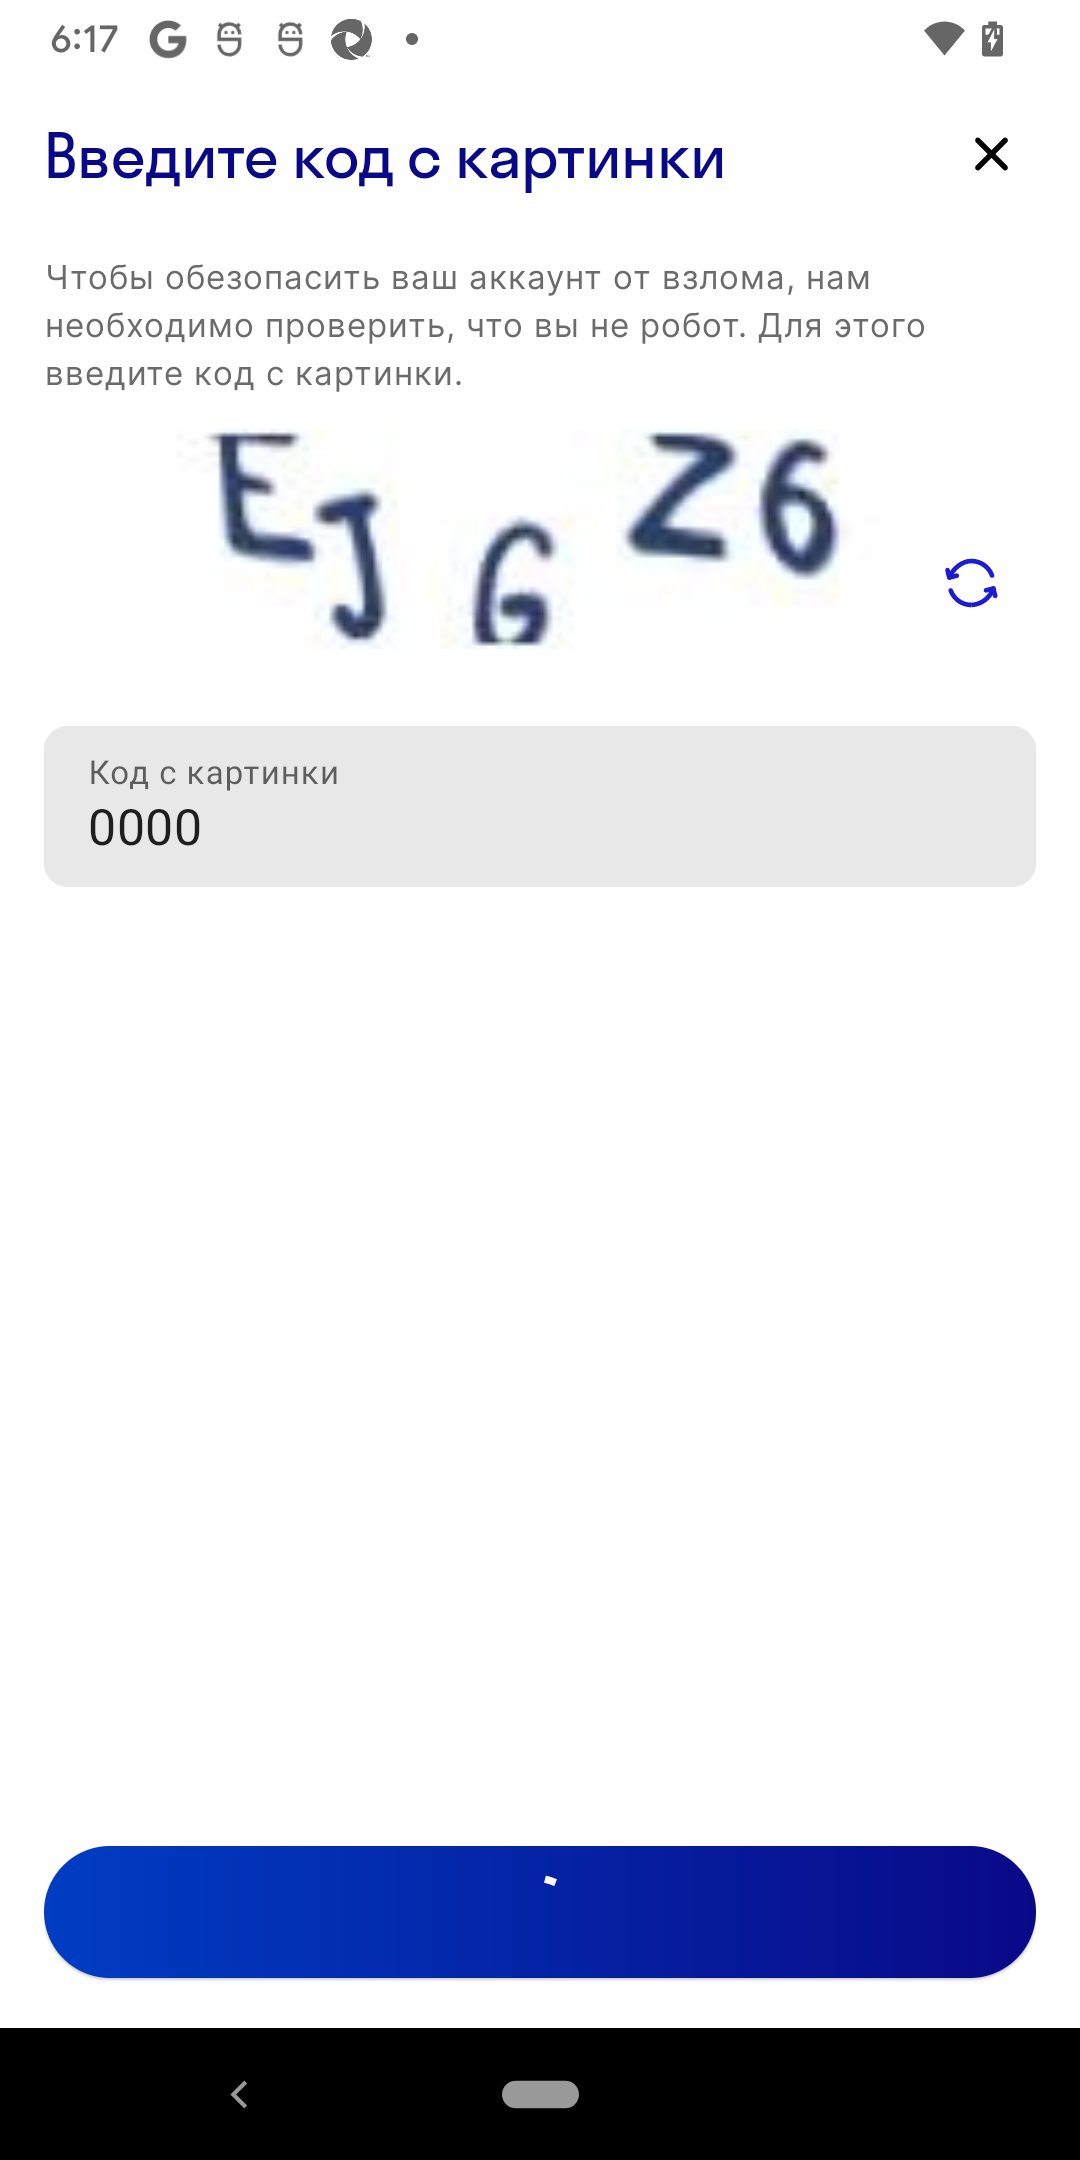 6:17
Введите код с картинки
Чтобы обезопасить ваш аккаунт от взлома, нам
необходимо проверить, что вы не робот. Для этого
введите код с картинки.
EJGZ6
Код с картинки
0000